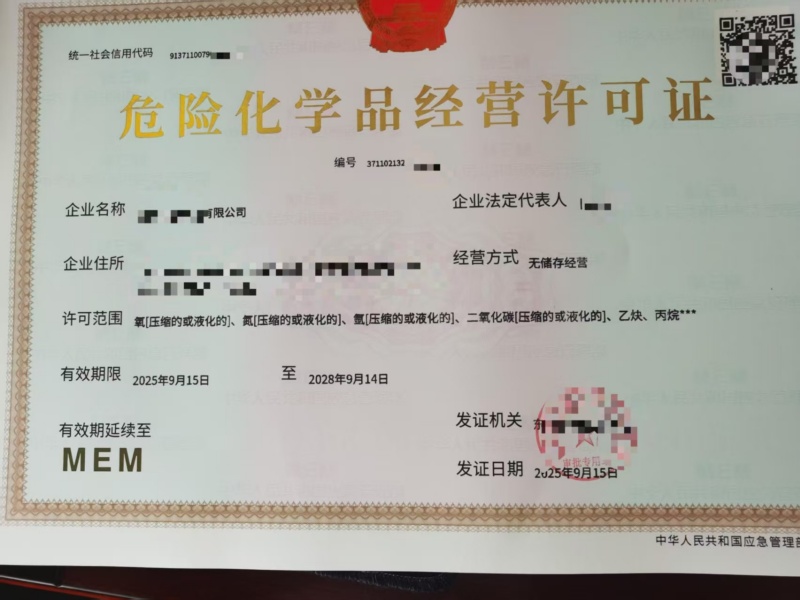 统一社会信用代码 9137110079
危险化学品经营许可证
编号 371102132
企业名称 有限公司
企业法定代表人
企业住所
经营方式 无储存经营
许可范围 氧[压缩的或液化的]、氮[压缩的或液化的]、氩[压缩的或液化的]、二氧化碳[压缩的或液化的]、乙炔、丙烷***
有效期限 2025年9月15日 至 2028年9月14日
有效期延续至
发证机关
MEM
审批专用
发证日期 2025年9月15日
中华人民共和国应急管理部